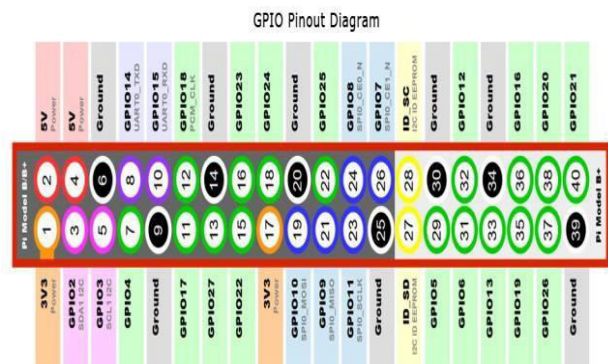 GPIO Pinout Diagram
5V
Power
5V
Power
Ground
GPIO14
UART0_TXD
GPIO15
UART0_RXD
GPIO18
PCM_CLK
Ground
GPIO23
GPIO24
Ground
GPIO25
GPIO8
SPI0_CE0_N
GPIO7
SPI0_CE1_N
ID_SC
I2C ID EEPROM
Ground
GPIO12
Ground
GPIO16
GPIO20
GPIO21
Pi Model B/B+
2 4 6 8 10 12 14 16 18 20 22 24 26 28 30 32 34 36 38 40
1 3 5 7 9 11 13 15 17 19 21 23 25 27 29 31 33 35 37 39
Pi Model B+
3V3
Power
GPIO2
SDA1 I2C
GPIO3
SCL1 I2C
GPIO4
Ground
GPIO17
GPIO27
GPIO22
3V3
Power
GPIO10
SPI0_MOSI
GPIO9
SPI0_MISO
GPIO11
SPI0_SCLK
Ground
ID_SD
I2C ID EEPROM
GPIO5
GPIO6
GPIO13
GPIO19
GPIO26
Ground